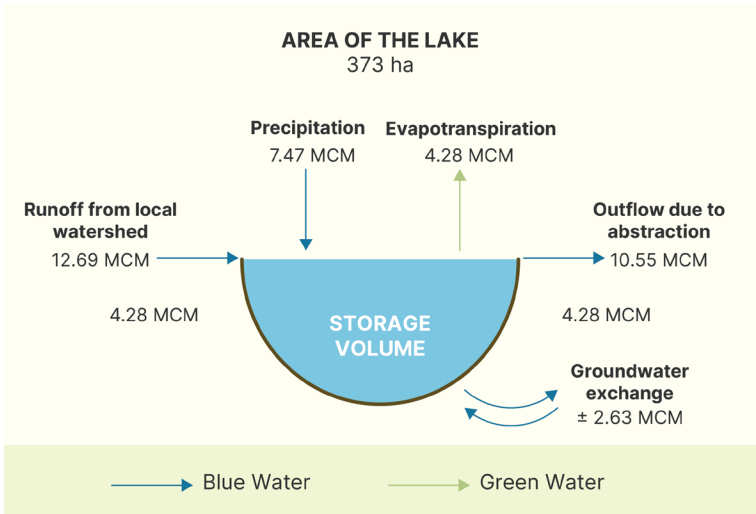 AREA OF THE LAKE
373 ha
Precipitation
7.47 MCM
Evapotranspiration
4.28 MCM
Runoff from local
watershed
12.69 MCM
Outflow due to
abstraction
10.55 MCM
4.28 MCM
STORAGE
VOLUME
4.28 MCM
Groundwater
exchange
± 2.63 MCM
Blue Water
Green Water